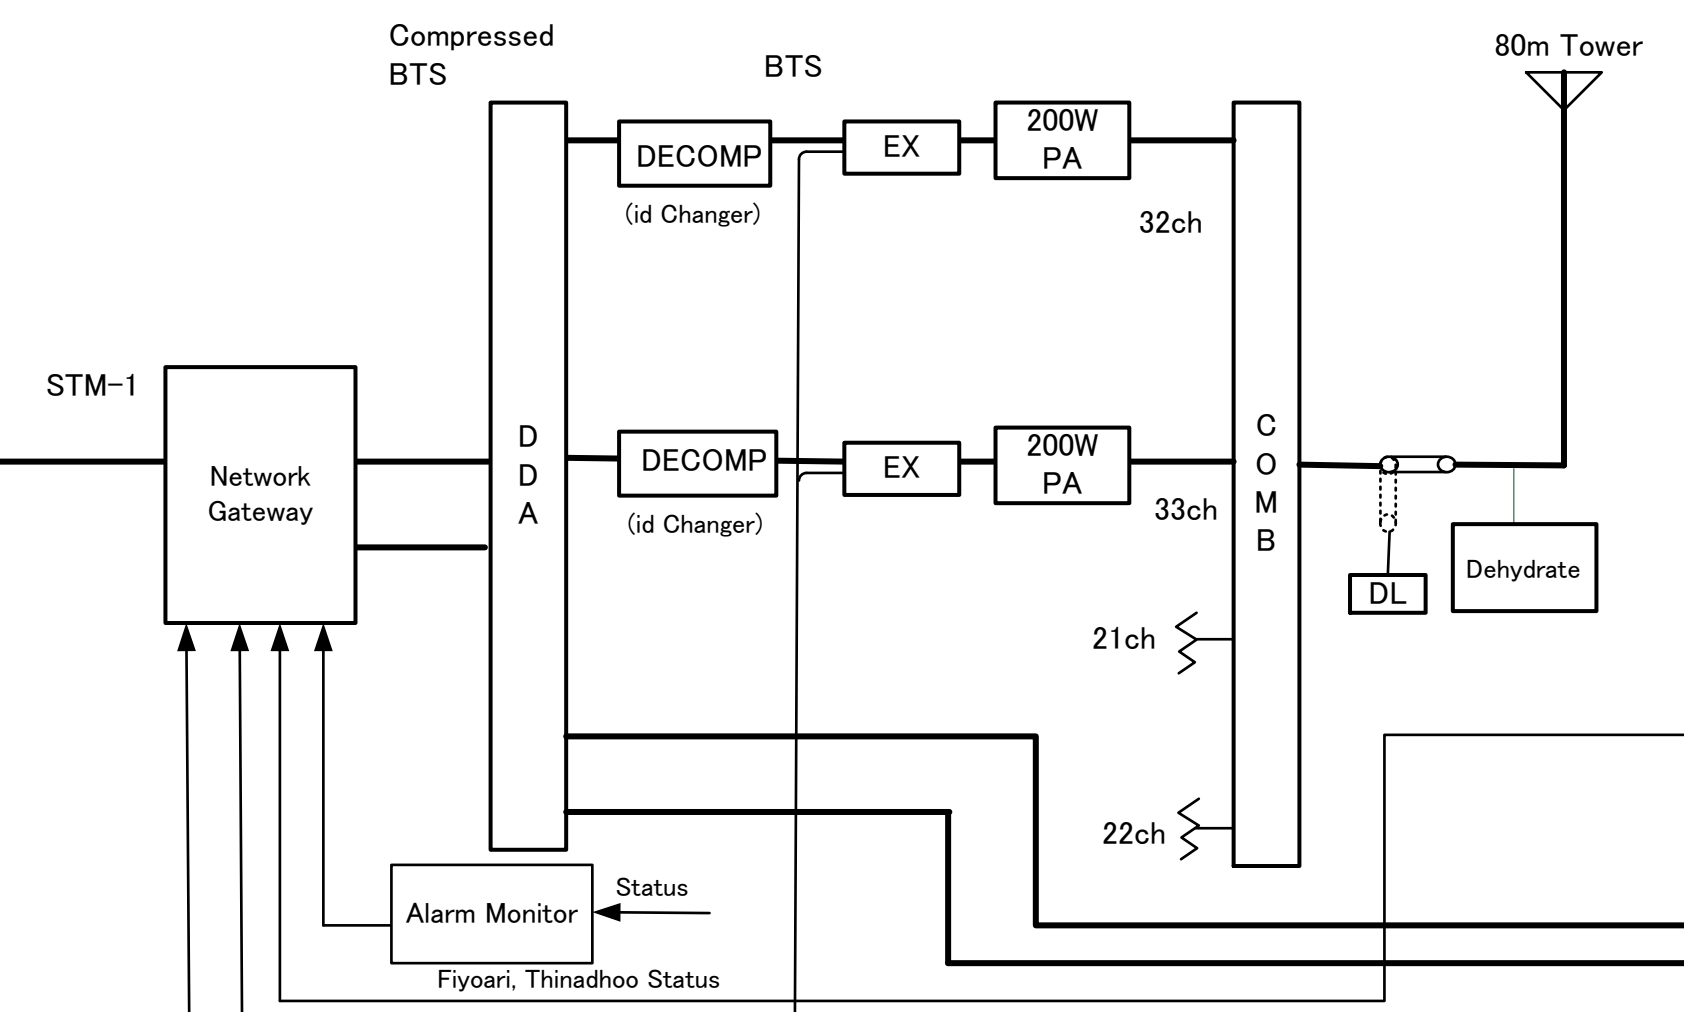 Compressed
BTS
BTS
80m Tower
DECOMP
(id Changer)
EX
200W
PA
32ch
STM-1
Network
Gateway
D
D
A
DECOMP
(id Changer)
EX
200W
PA
33ch
C
O
M
B
DL
Dehydrate
21ch
22ch
Alarm Monitor
Status
Fiyoari, Thinadhoo Status